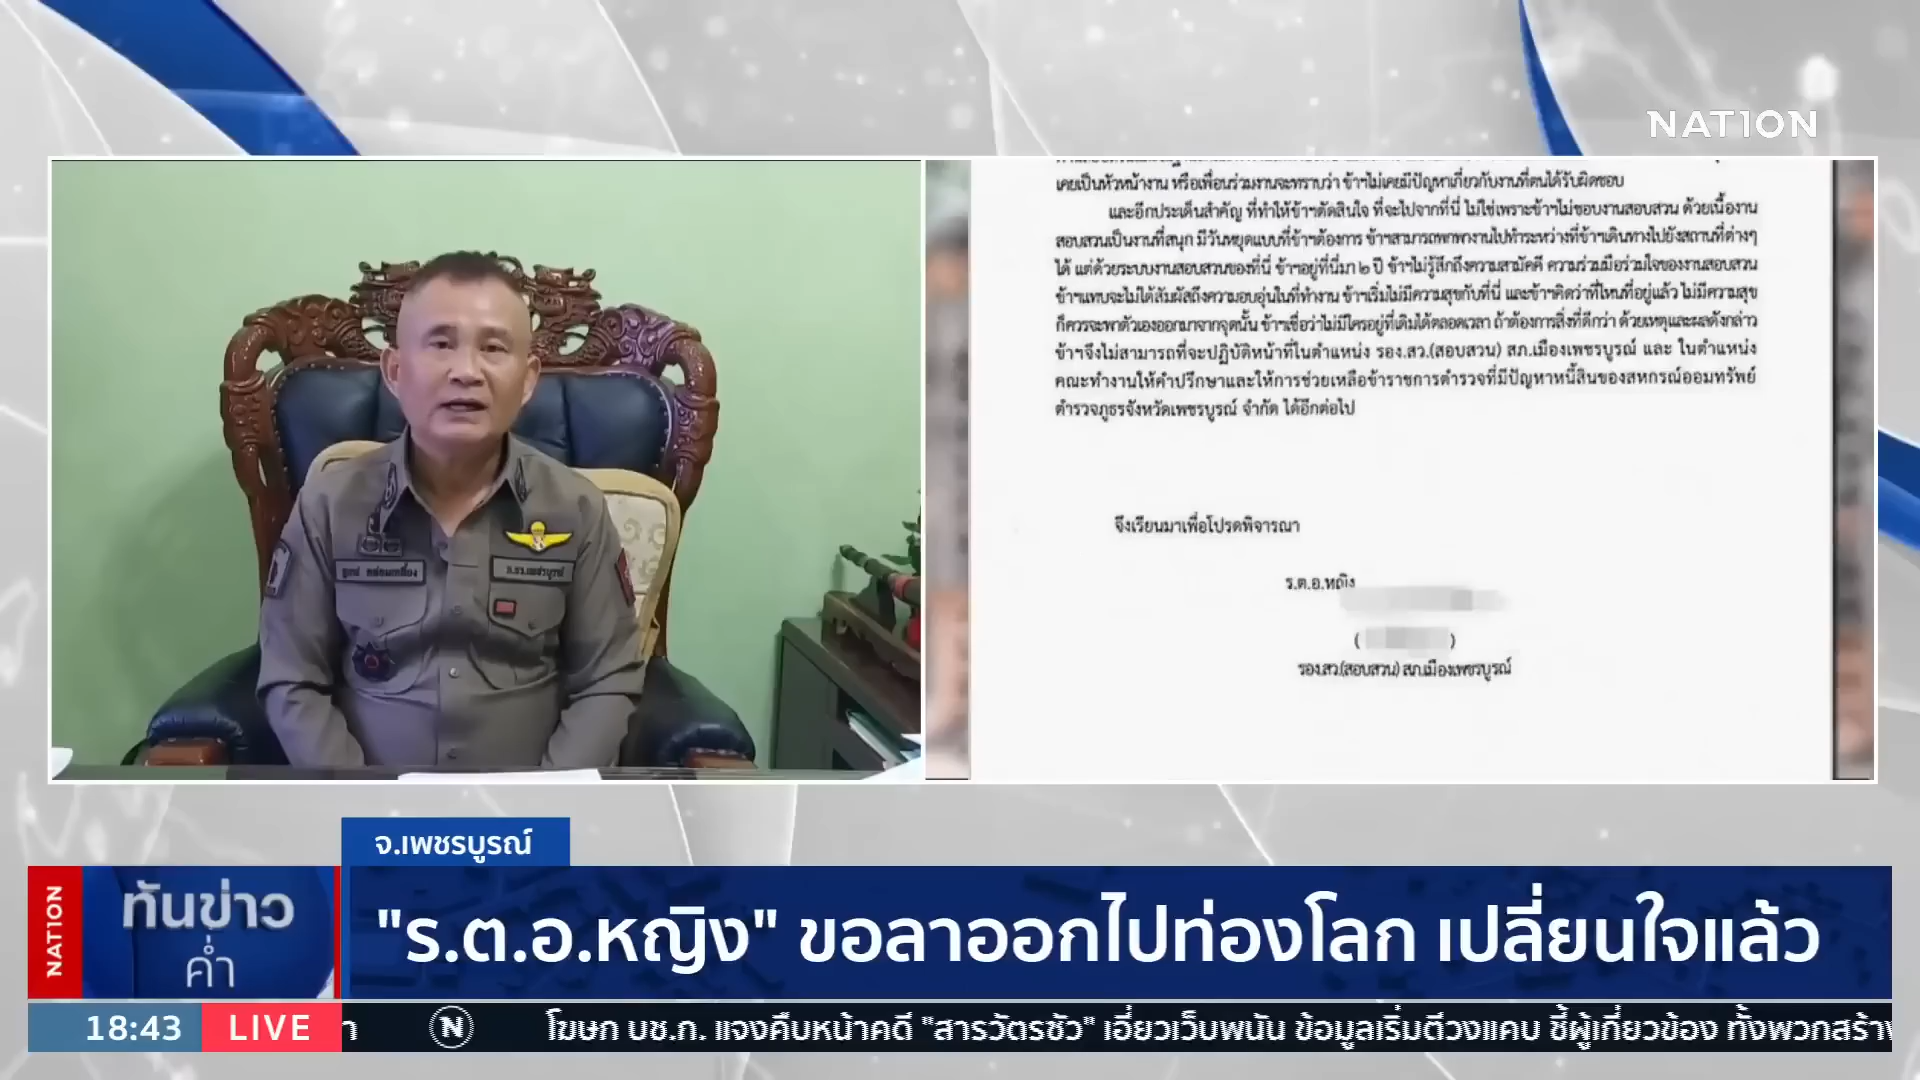 NATION
เคยเป็นหัวหน้างาน หรือเพื่อนร่วมงานจะทราบว่า ข้าฯไม่เคยมีปัญหาเกี่ยวกับงานที่ตนได้รับผิดชอบ
และอีกประเด็นสำคัญ ที่ทำให้ข้าฯตัดสินใจ ที่จะไปจากที่นี่ ไม่ใช่เพราะข้าฯไม่ชอบงานสอบสวน ด้วยเนื้องาน
สอบสวนเป็นงานที่สนุก มีวันหยุดแบบที่ข้าฯต้องการ ข้าฯสามารถพกพางานไปทำระหว่างที่ข้าฯเดินทางไปยังสถานที่ต่างๆ
ได้ แต่ด้วยระบบงานสอบสวนของที่นี่ ข้าฯอยู่ที่นี่มา ๒ ปี ข้าฯไม่รู้สึกถึงความสามัคคี ความร่วมมือร่วมใจของงานสอบสวน
ข้าฯแทบจะไม่ได้สัมผัสถึงความอบอุ่นในที่ทำงาน ข้าฯเริ่มไม่มีความสุขกับที่นี่ และข้าฯคิดว่าที่ไหนที่อยู่แล้ว ไม่มีความสุข
ก็ควรจะพาตัวเองออกมาจากจุดนั้น ข้าฯเชื่อว่าไม่มีใครอยู่ที่เดิมได้ตลอดเวลา ถ้าต้องการสิ่งที่ดีกว่า ด้วยเหตุและผลดังกล่าว
ข้าฯจึงไม่สามารถที่จะปฏิบัติหน้าที่ในตำแหน่ง รอง.สว.(สอบสวน) สภ.เมืองเพชรบูรณ์ และ ในตำแหน่ง
คณะทำงานให้คำปรึกษาและให้การช่วยเหลือข้าราชการตำรวจที่มีปัญหาหนี้สินของสหกรณ์ออมทรัพย์
ตำรวจภูธรจังหวัดเพชรบูรณ์ จำกัด ได้อีกต่อไป
จึงเรียนมาเพื่อโปรดพิจารณา
ร.ต.อ.หญิง
( )
รอง.สว.(สอบสวน) สภ.เมืองเพชรบูรณ์
จ.เพชรบูรณ์
NATION
ทันข่าว
ค่ำ
"ร.ต.อ.หญิง" ขอลาออกไปท่องโลก เปลี่ยนใจแล้ว
18:43 LIVE
N โฆษก บช.ก. แจงคืบหน้าคดี "สารวัตรซัว" เอี่ยวเว็บพนัน ข้อมูลเริ่มตีวงแคบ ชี้ผู้เกี่ยวข้อง ทั้งพวกสร้าง